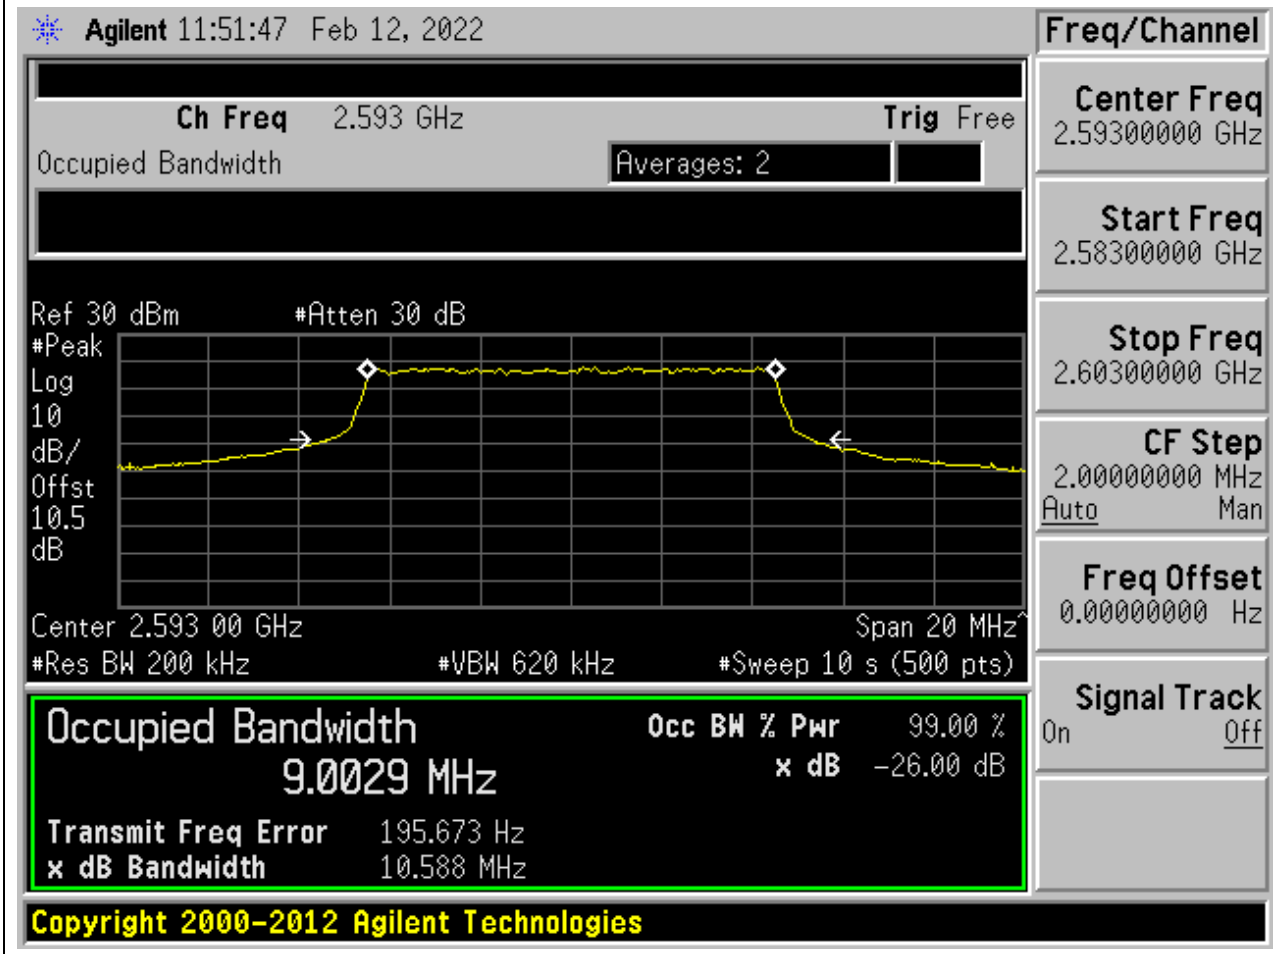 Agilent 11:51:47 Feb 12, 2022
Freq/Channel
Ch Freq 2.593 GHz Trig Free
Occupied Bandwidth Averages: 2
Center Freq
2.59300000 GHz
Start Freq
2.58300000 GHz
Stop Freq
2.60300000 GHz
CF Step
2.00000000 MHz
Auto Man
Freq Offset
0.00000000 Hz
Signal Track
On Off
Ref 30 dBm #Atten 30 dB
#Peak
Log
10
dB/
Offst
10.5
dB
Center 2.593 00 GHz Span 20 MHz^
#Res BW 200 kHz #VBW 620 kHz #Sweep 10 s (500 pts)
Occupied Bandwidth Occ BW % Pwr 99.00 %
9.0029 MHz x dB -26.00 dB
Transmit Freq Error 195.673 Hz
x dB Bandwidth 10.588 MHz
Copyright 2000-2012 Agilent Technologies